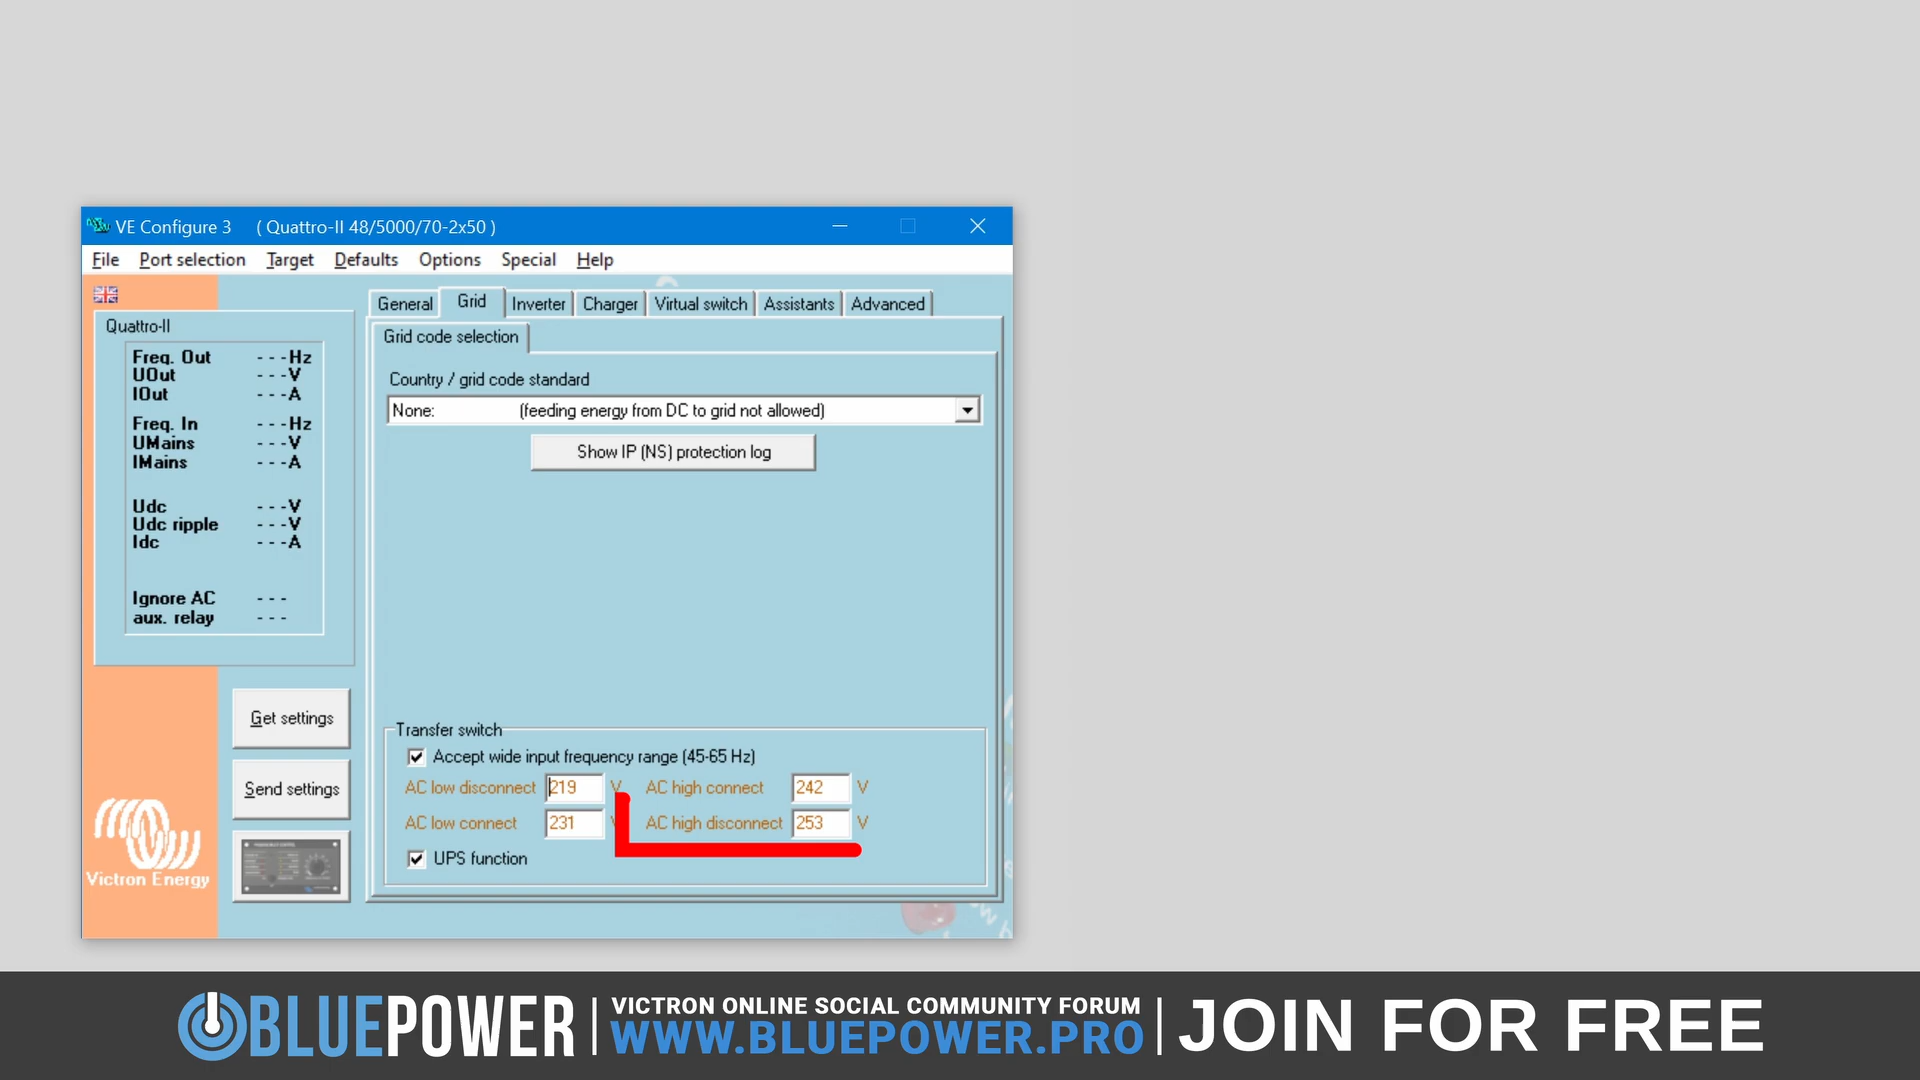 VE Configure 3 ( Quattro-II 48/5000/70-2x50 )
File Port selection Target Defaults Options Special Help
General Grid Inverter Charger Virtual switch Assistants Advanced
Quattro-II
Freq. Out - - -Hz
UOut - - -V
IOut - - -A
Freq. In - - -Hz
UMains - - -V
IMains - - -A
Udc - - -V
Udc ripple - - -V
Idc - - -A
Ignore AC - - -
aux. relay - - -
Get settings
Send settings
Victron Energy
Grid code selection
Country / grid code standard
None: (feeding energy from DC to grid not allowed)
Show IP (NS) protection log
Transfer switch
Accept wide input frequency range (45-65 Hz)
AC low disconnect 219 V AC high connect 242 V
AC low connect 231 V AC high disconnect 253 V
UPS function
BLUEPOWER
VICTRON ONLINE SOCIAL COMMUNITY FORUM
WWW.BLUEPOWER.PRO
JOIN FOR FREE